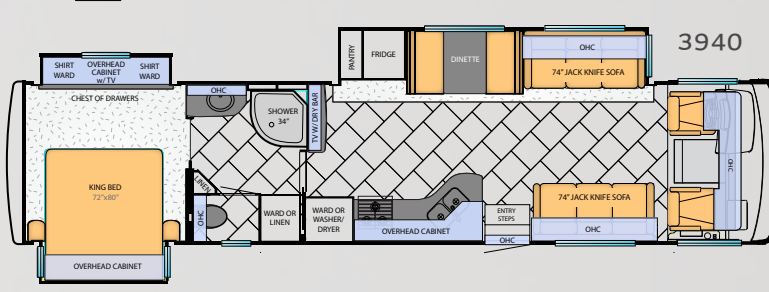 3940
PANTRY
FRIDGE
DINETTE
OHC
74" JACK KNIFE SOFA
SHIRT
WARD
OVERHEAD
CABINET
w/TV
SHIRT
WARD
CHEST OF DRAWERS
OHC
SHOWER
34"
TV W/ DRY BAR
OHC
KING BED
72"x80"
LINEN
OHC
WARD OR
LINEN
WARD OR
WASHER/
DRYER
OVERHEAD CABINET
ENTRY
STEPS
OHC
74" JACK KNIFE SOFA
OHC
OVERHEAD CABINET